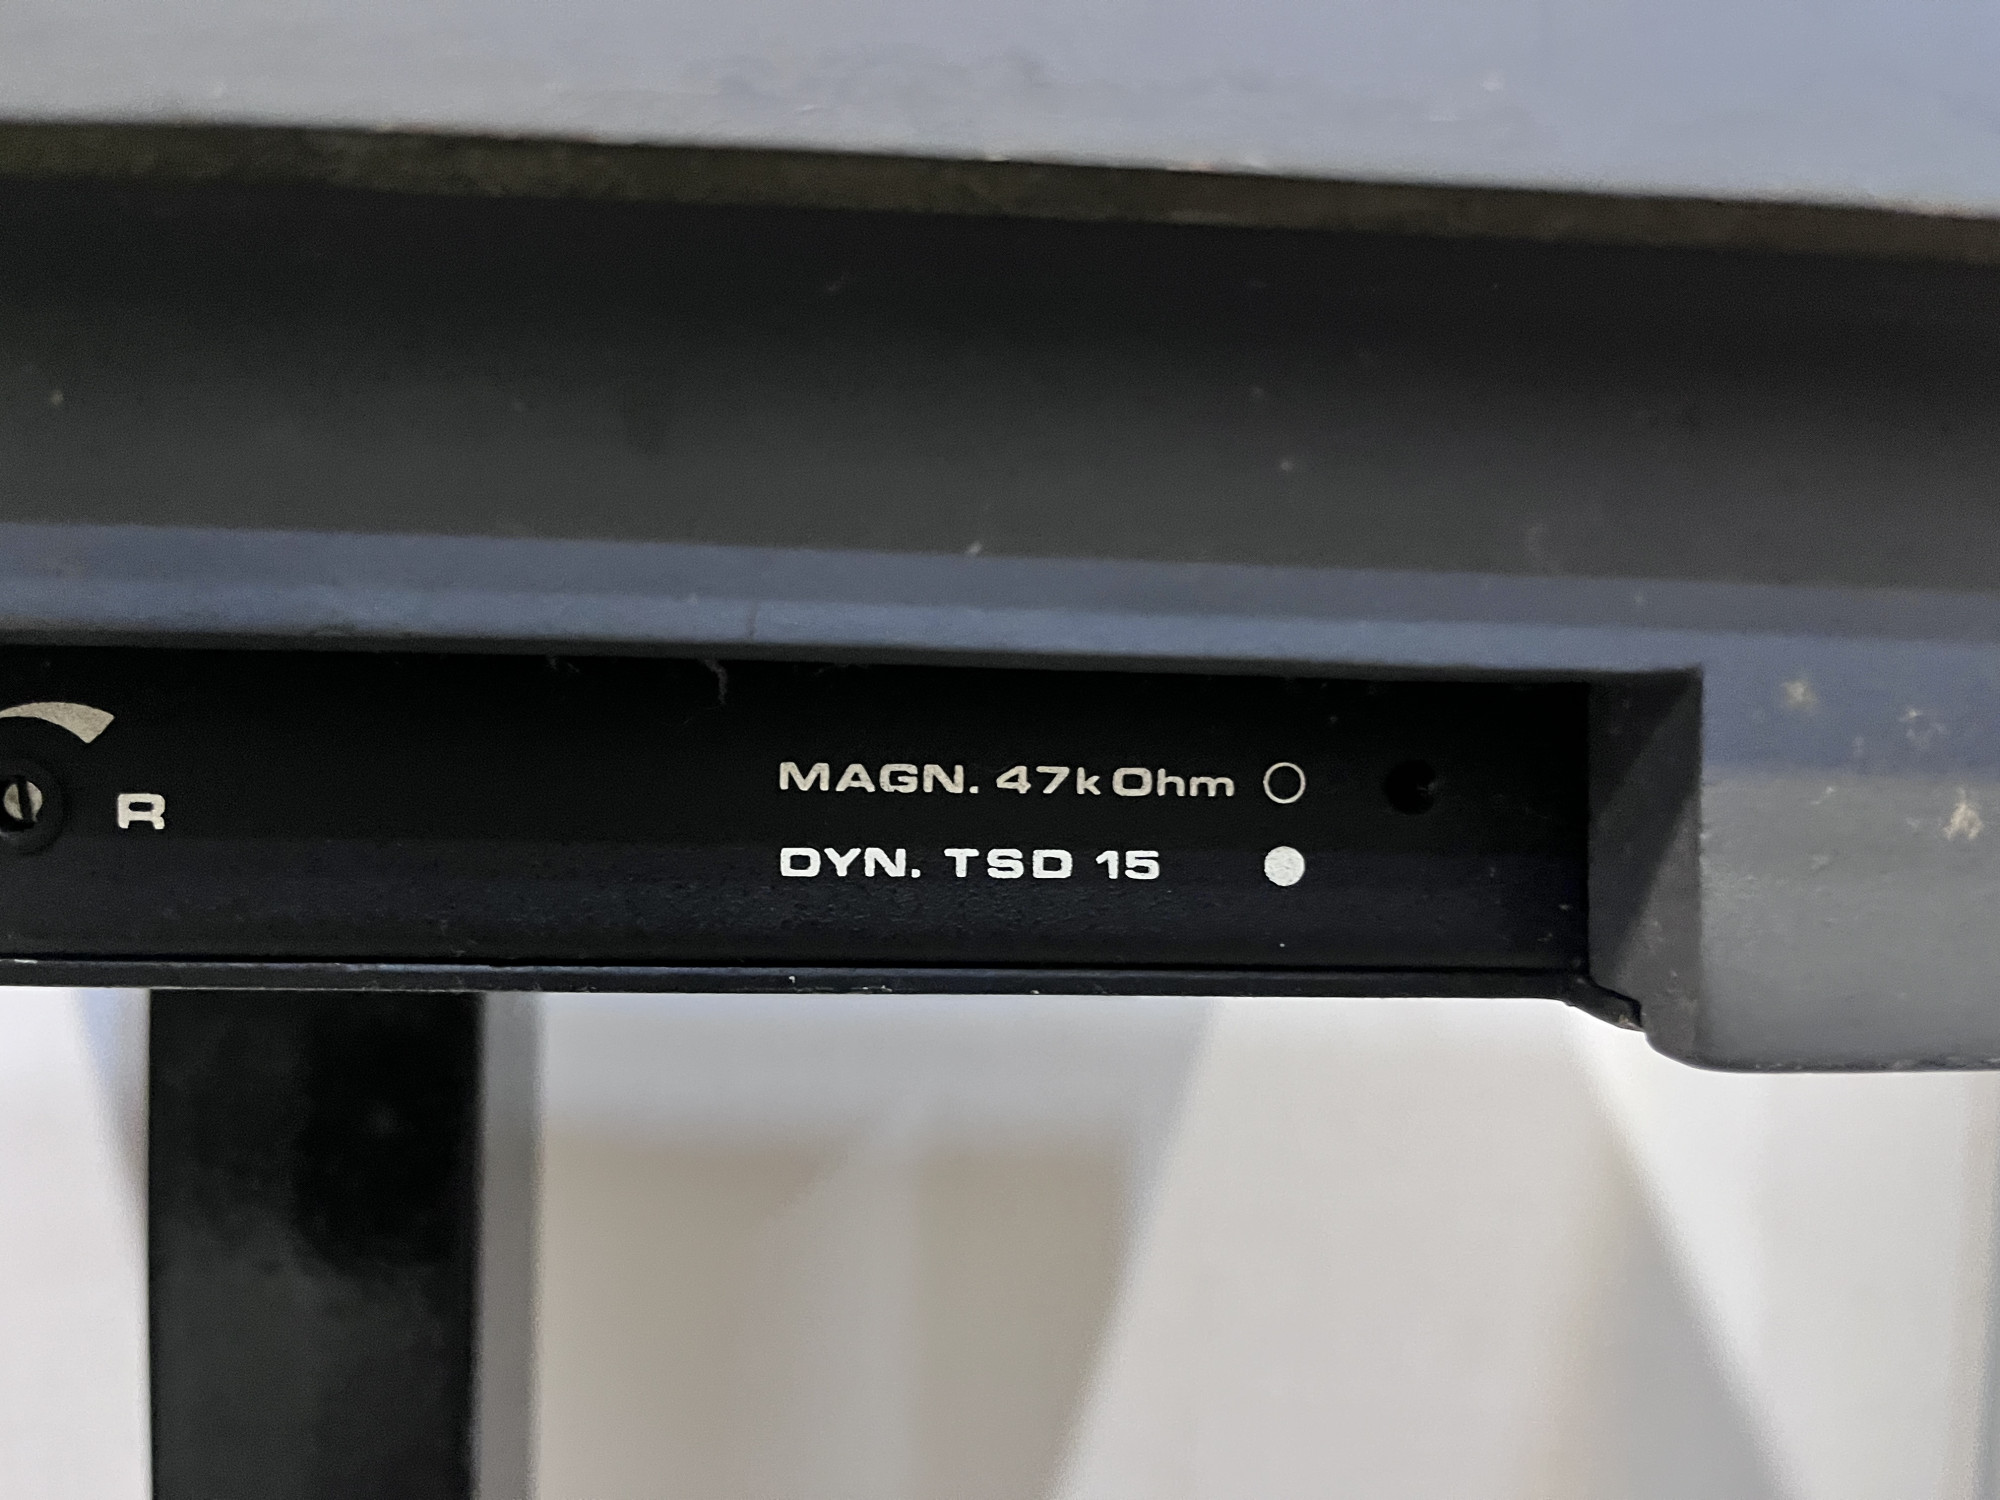 R
MAGN. 47k Ohm
DYN. TSD 15